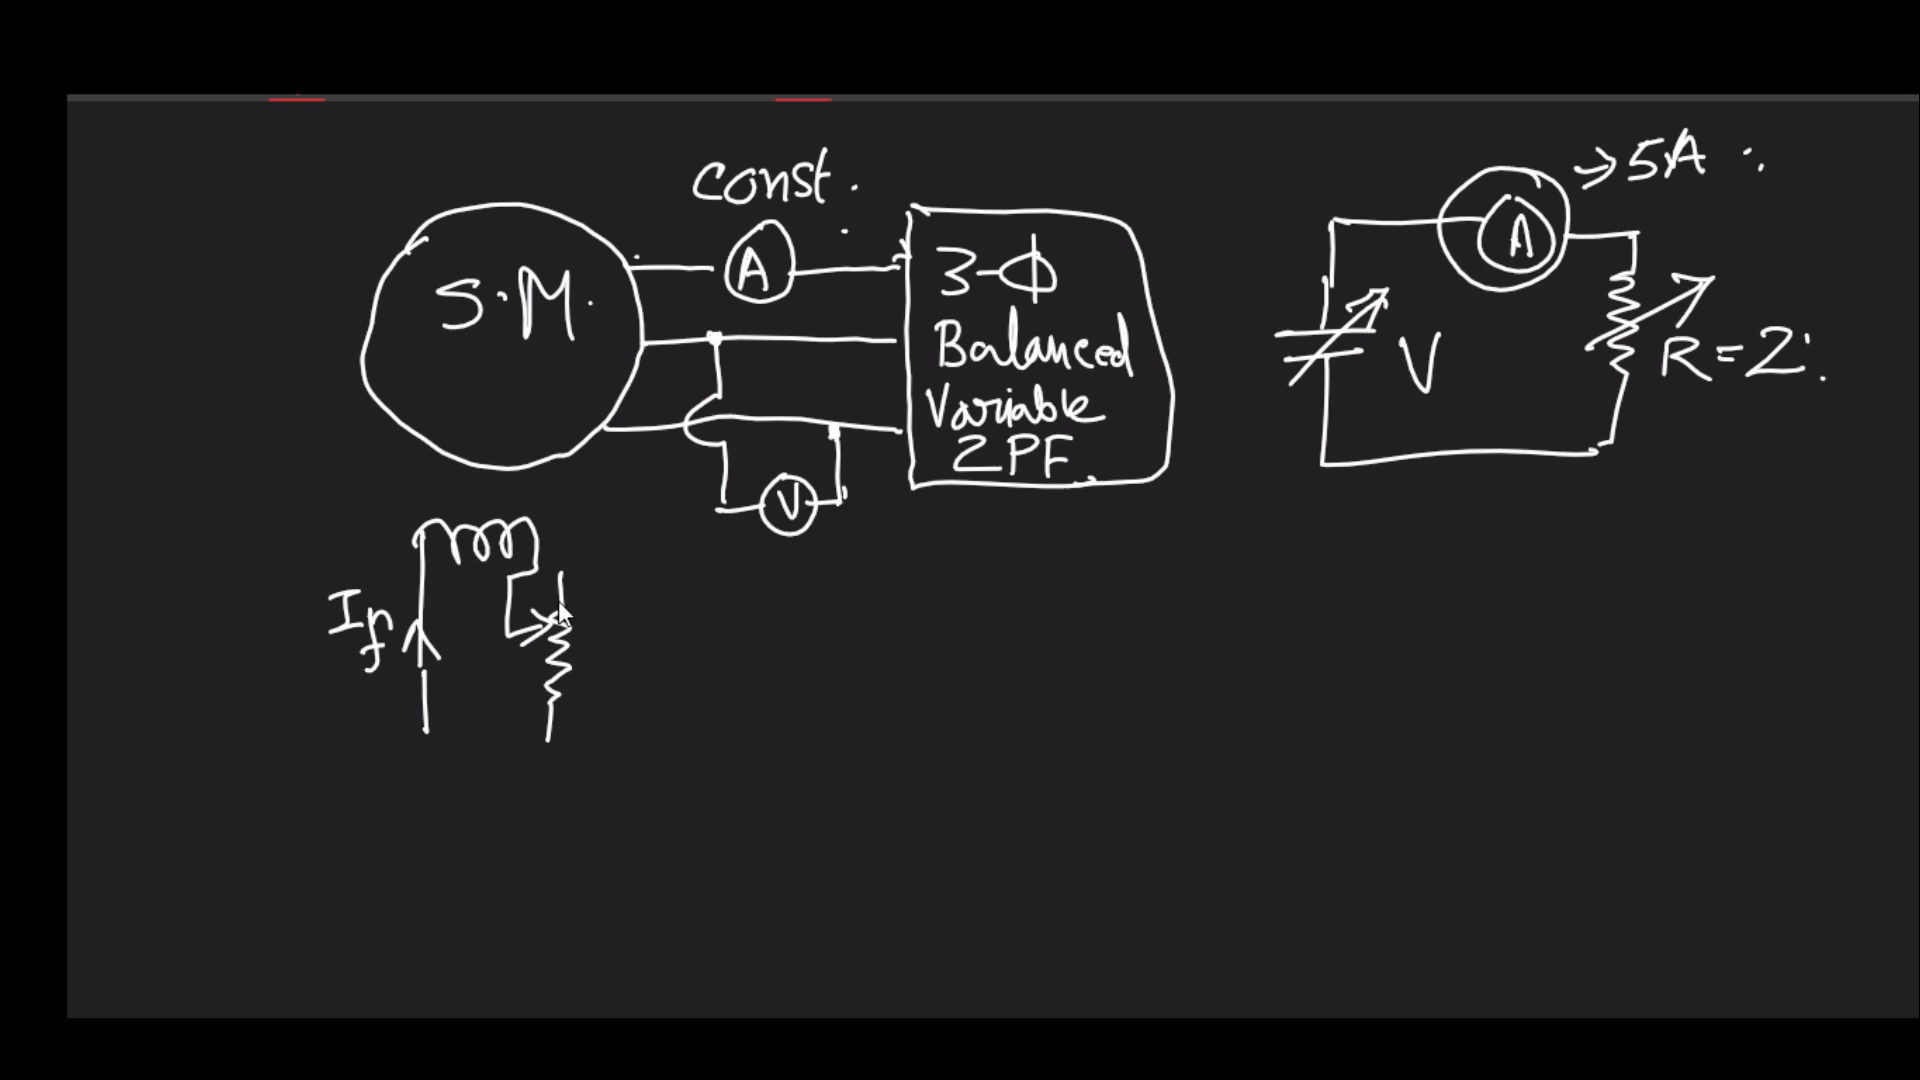 const.
S.M.
A
3-ϕ
Balanced
Variable
ZPF
V
If
→ 5A
A
V
R=2